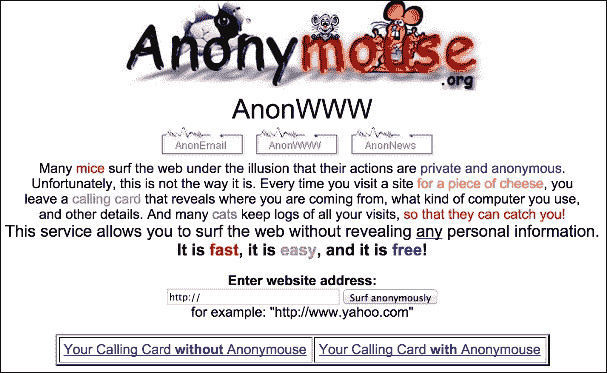 Anonymouse
.org
AnonWWW
AnonEmail AnonWWW AnonNews
Many mice surf the web under the illusion that their actions are private and anonymous.
Unfortunately, this is not the way it is. Every time you visit a site for a piece of cheese, you
leave a calling card that reveals where you are coming from, what kind of computer you use,
and other details. And many cats keep logs of all your visits, so that they can catch you!
This service allows you to surf the web without revealing any personal information.
It is fast, it is easy, and it is free!
Enter website address:
http:// Surf anonymously
for example: "http://www.yahoo.com"
Your Calling Card without Anonymouse Your Calling Card with Anonymouse